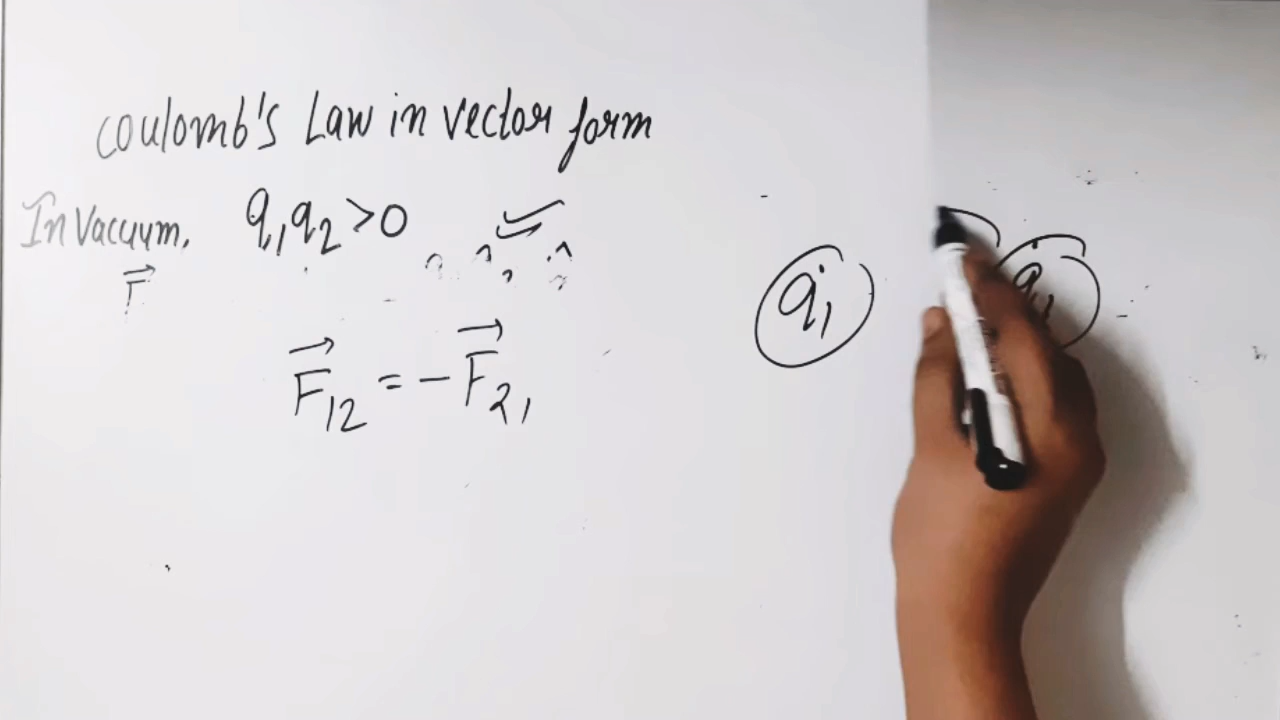 Coulomb's Law in vector form
In Vacuum, q₁q₂ > 0
F⃗
F⃗₁₂ = − F⃗₂₁
q₁